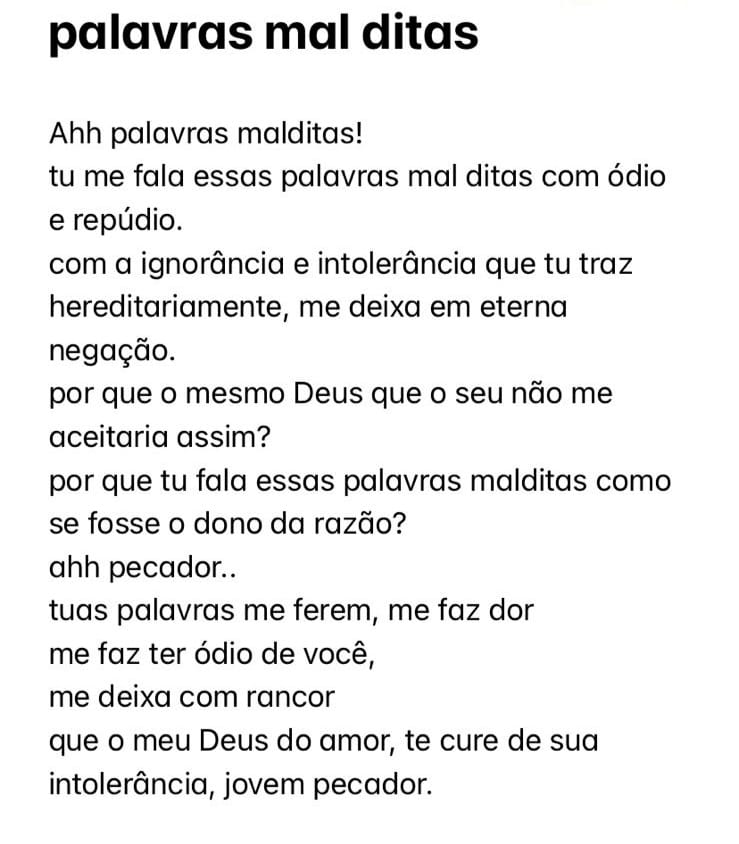 palavras mal ditas
Ahh palavras malditas!
tu me fala essas palavras mal ditas com ódio
e repúdio.
com a ignorância e intolerância que tu traz
hereditariamente, me deixa em eterna
negação.
por que o mesmo Deus que o seu não me
aceitaria assim?
por que tu fala essas palavras malditas como
se fosse o dono da razão?
ahh pecador..
tuas palavras me ferem, me faz dor
me faz ter ódio de você,
me deixa com rancor
que o meu Deus do amor, te cure de sua
intolerância, jovem pecador.